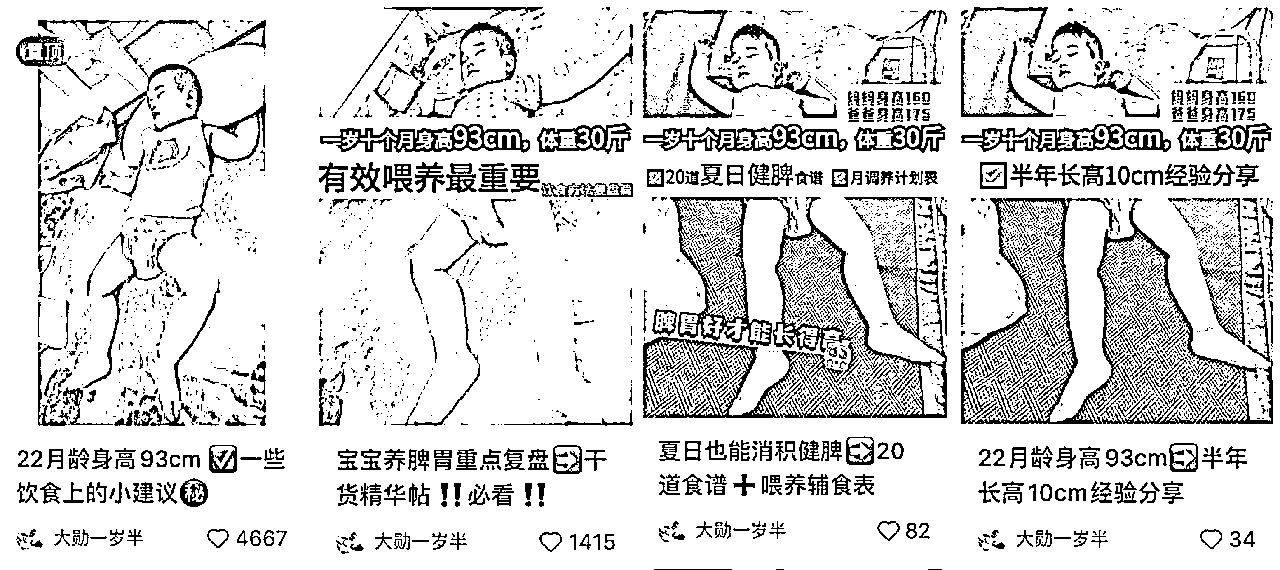 置顶
22月龄身高93cm ✅一些
饮食上的小建议㊙
大勋一岁半
♡ 4667
一岁十个月身高93cm，体重30斤
有效喂养最重要
宝宝养脾胃重点复盘➡干
货精华帖‼必看‼
大勋一岁半
♡ 1415
妈妈身高160
爸爸身高175
一岁十个月身高93cm，体重30斤
20道夏日健脾食谱 月调养计划表
脾胃好才能长得高
夏日也能消积健脾➡20
道食谱➕喂养辅食表
大勋一岁半
♡ 82
妈妈身高160
爸爸身高175
一岁十个月身高93cm，体重30斤
✅半年长高10cm经验分享
22月龄身高93cm➡半年
长高10cm经验分享
大勋一岁半
♡ 34